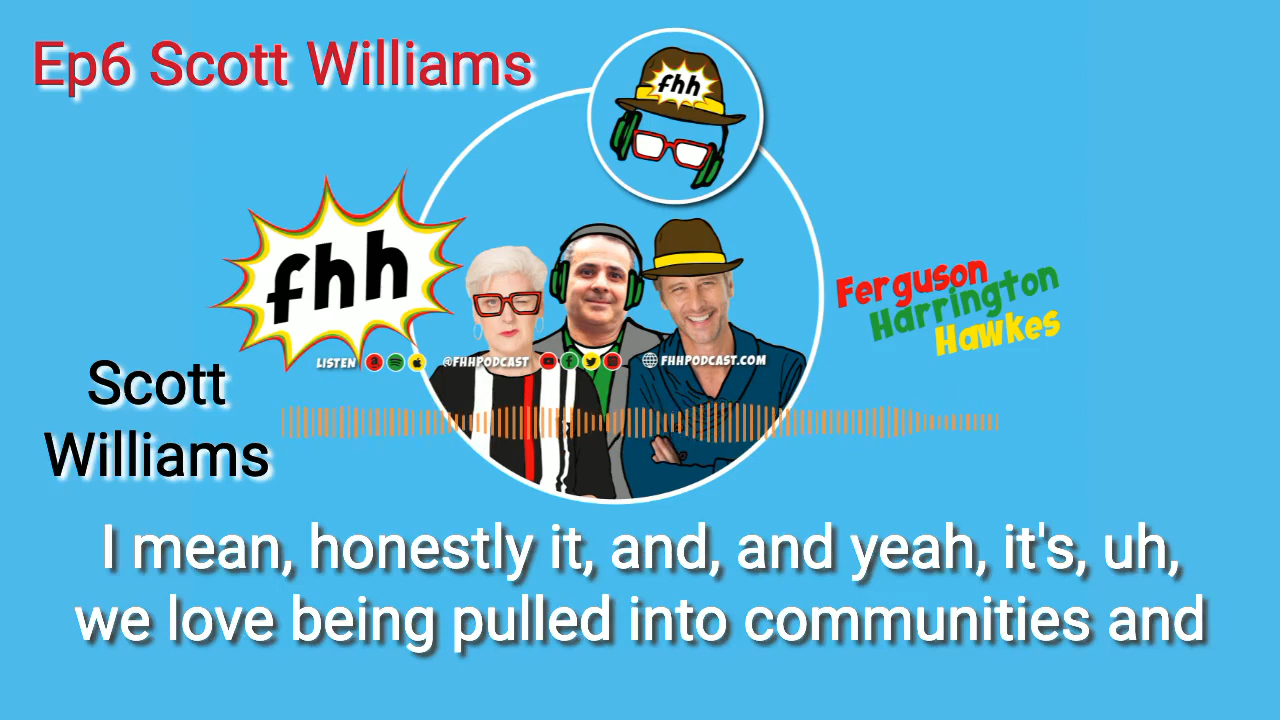 Ep6 Scott Williams
fhh
fhh
Ferguson
Harrington
Hawkes
LISTEN
@FHHPODCAST
FHHPODCAST.COM
Scott
Williams
I mean, honestly it, and, and yeah, it's, uh,
we love being pulled into communities and